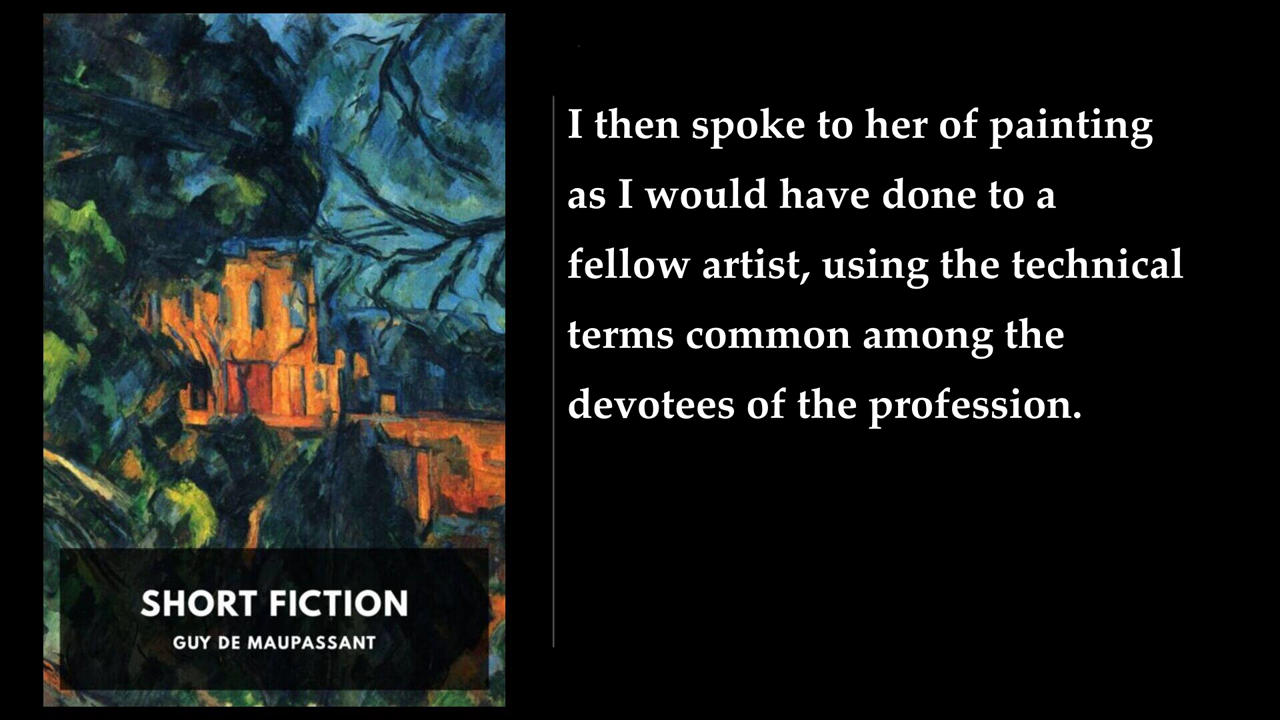 I then spoke to her of painting
as I would have done to a
fellow artist, using the technical
terms common among the
devotees of the profession.
SHORT FICTION
GUY DE MAUPASSANT